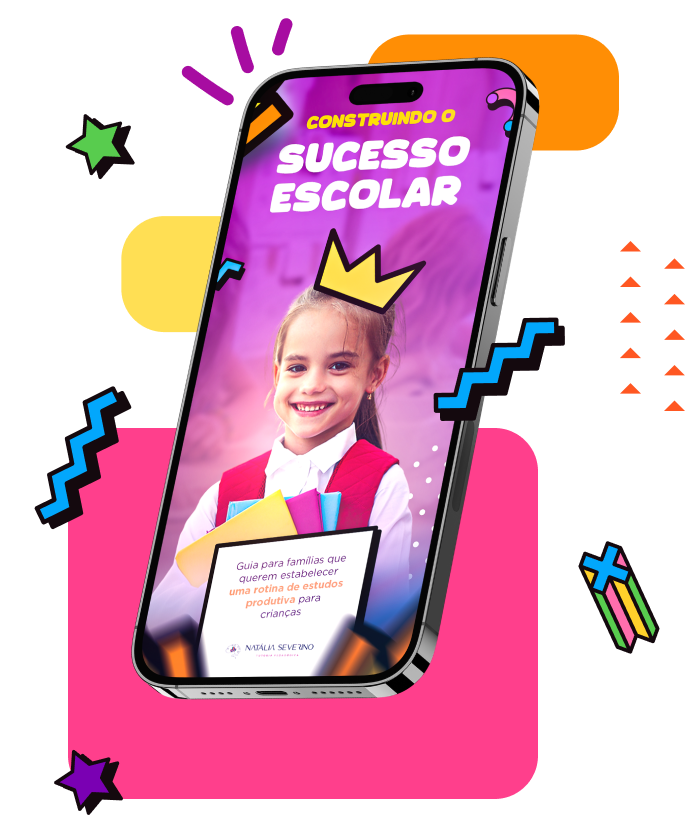 CONSTRUINDO O
SUCESSO
ESCOLAR
Guia para famílias que
querem estabelecer
uma rotina de estudos
produtiva para
crianças
NATÁLIA SEVERINO